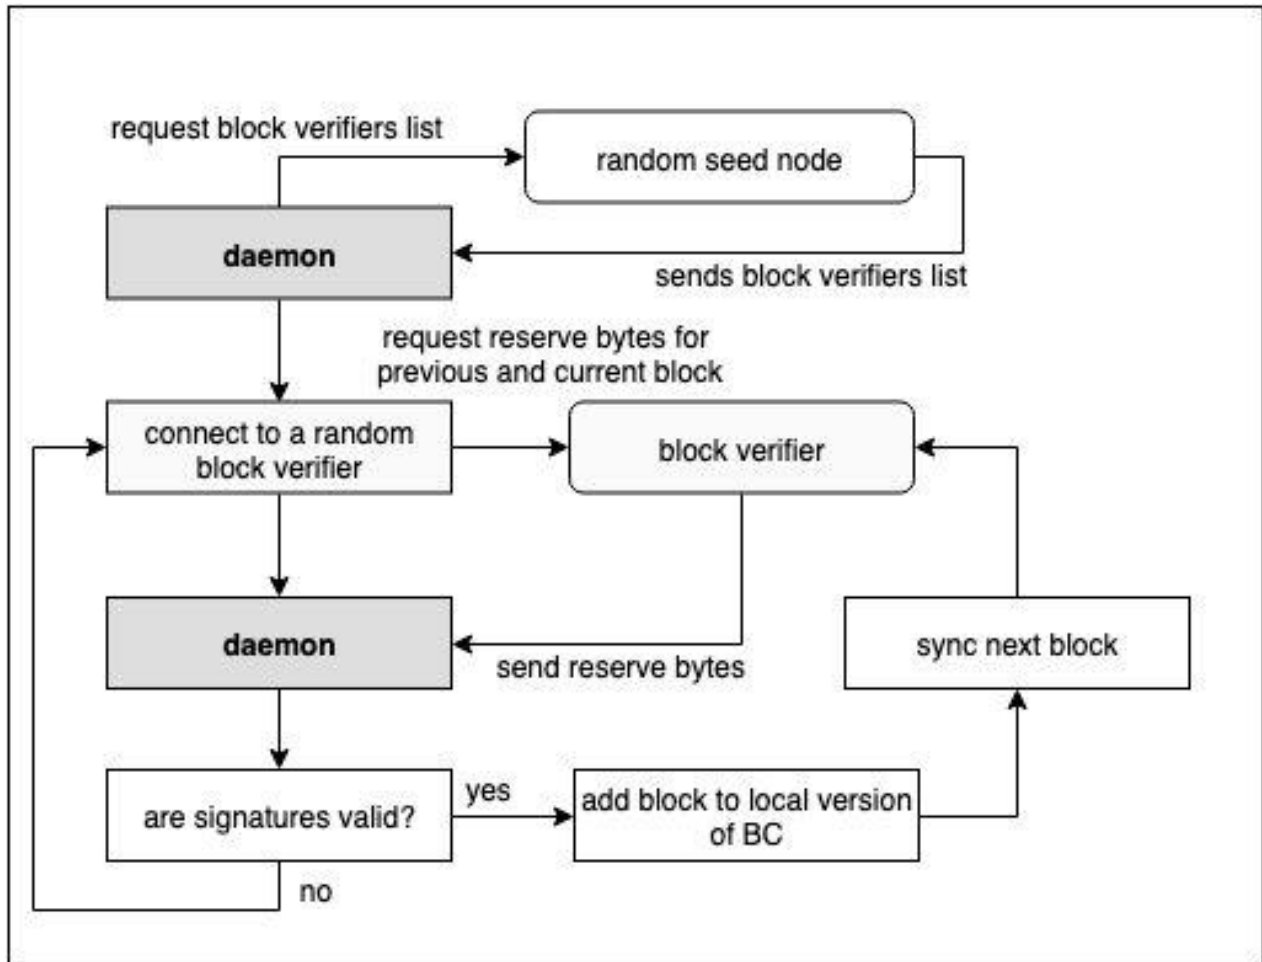 request block verifiers list
random seed node
daemon
sends block verifiers list
request reserve bytes for
previous and current block
connect to a random
block verifier
block verifier
daemon
send reserve bytes
sync next block
are signatures valid?
yes
add block to local version
of BC
no